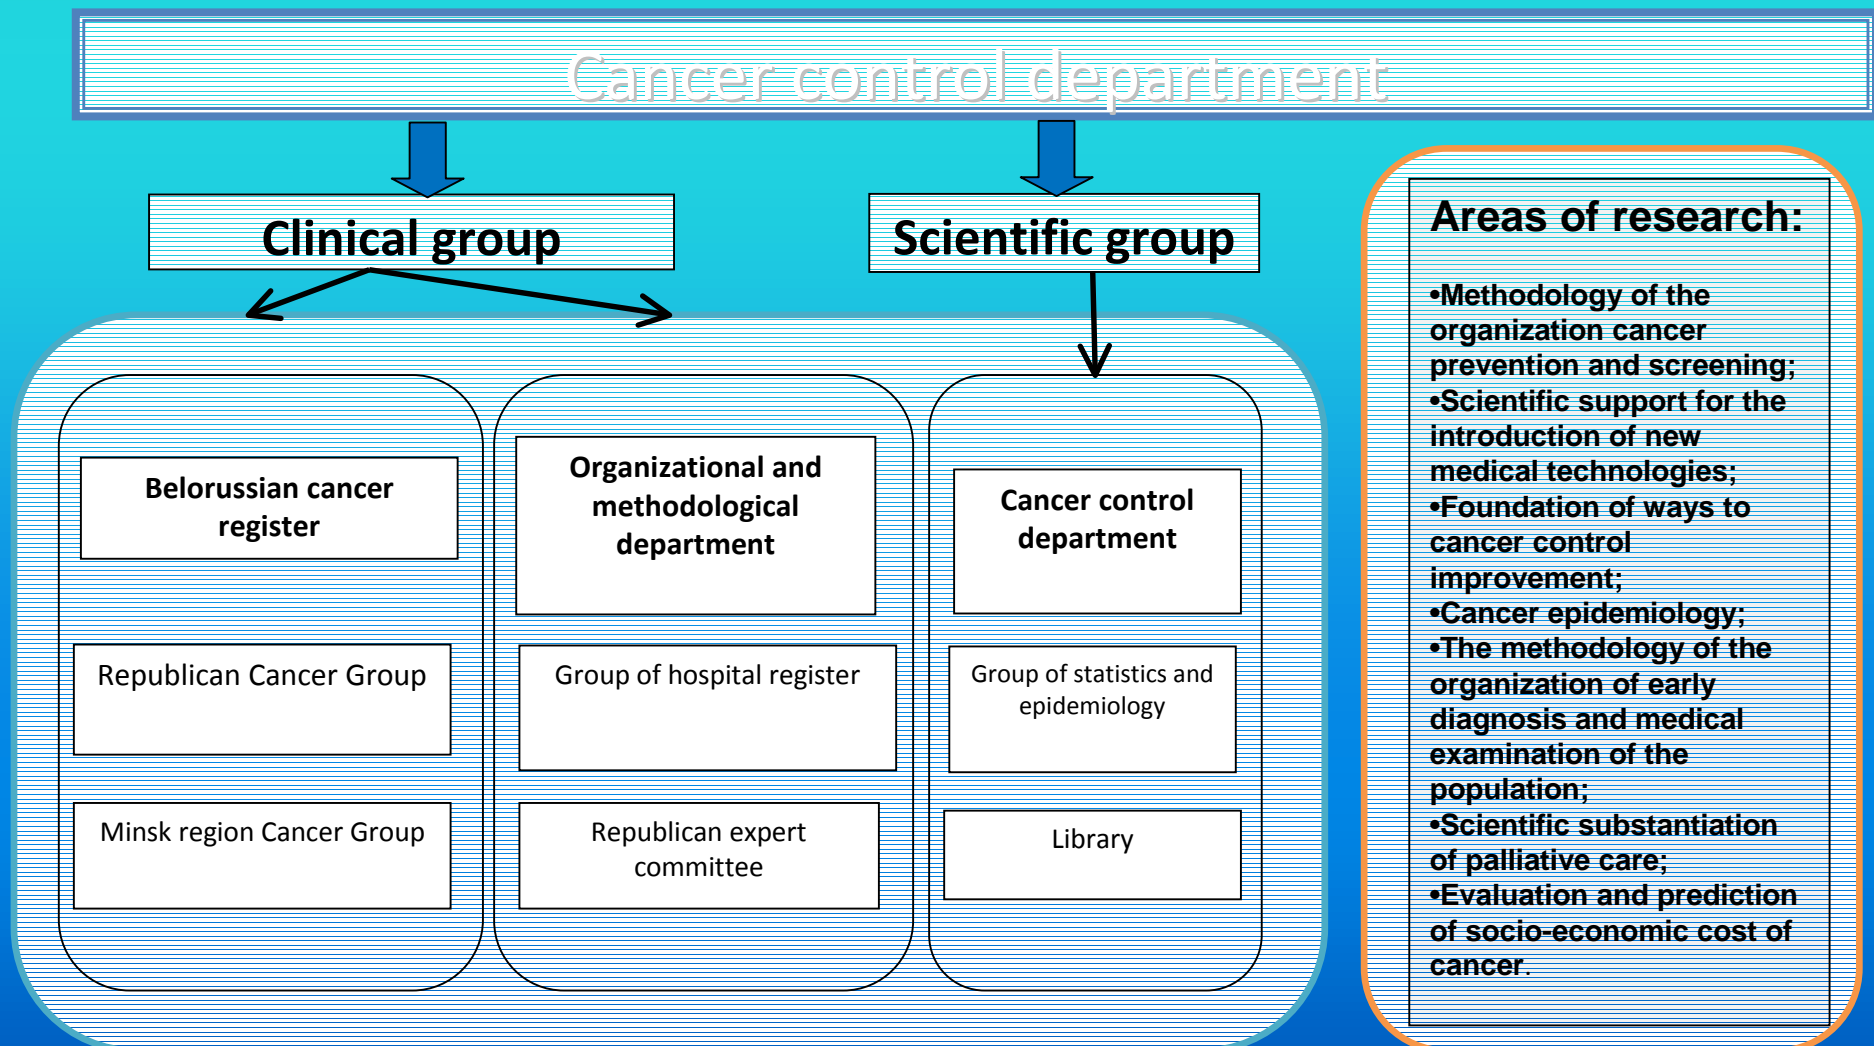 Cancer control department
Clinical group
Scientific group
Belorussian cancer
register
Republican Cancer Group
Minsk region Cancer Group
Organizational and
methodological
department
Group of hospital register
Republican expert
committee
Cancer control
department
Group of statistics and
epidemiology
Library
Areas of research:
•Methodology of the
organization cancer
prevention and screening;
•Scientific support for the
introduction of new
medical technologies;
•Foundation of ways to
cancer control
improvement;
•Cancer epidemiology;
•The methodology of the
organization of early
diagnosis and medical
examination of the
population;
•Scientific substantiation
of palliative care;
•Evaluation and prediction
of socio-economic cost of
cancer.